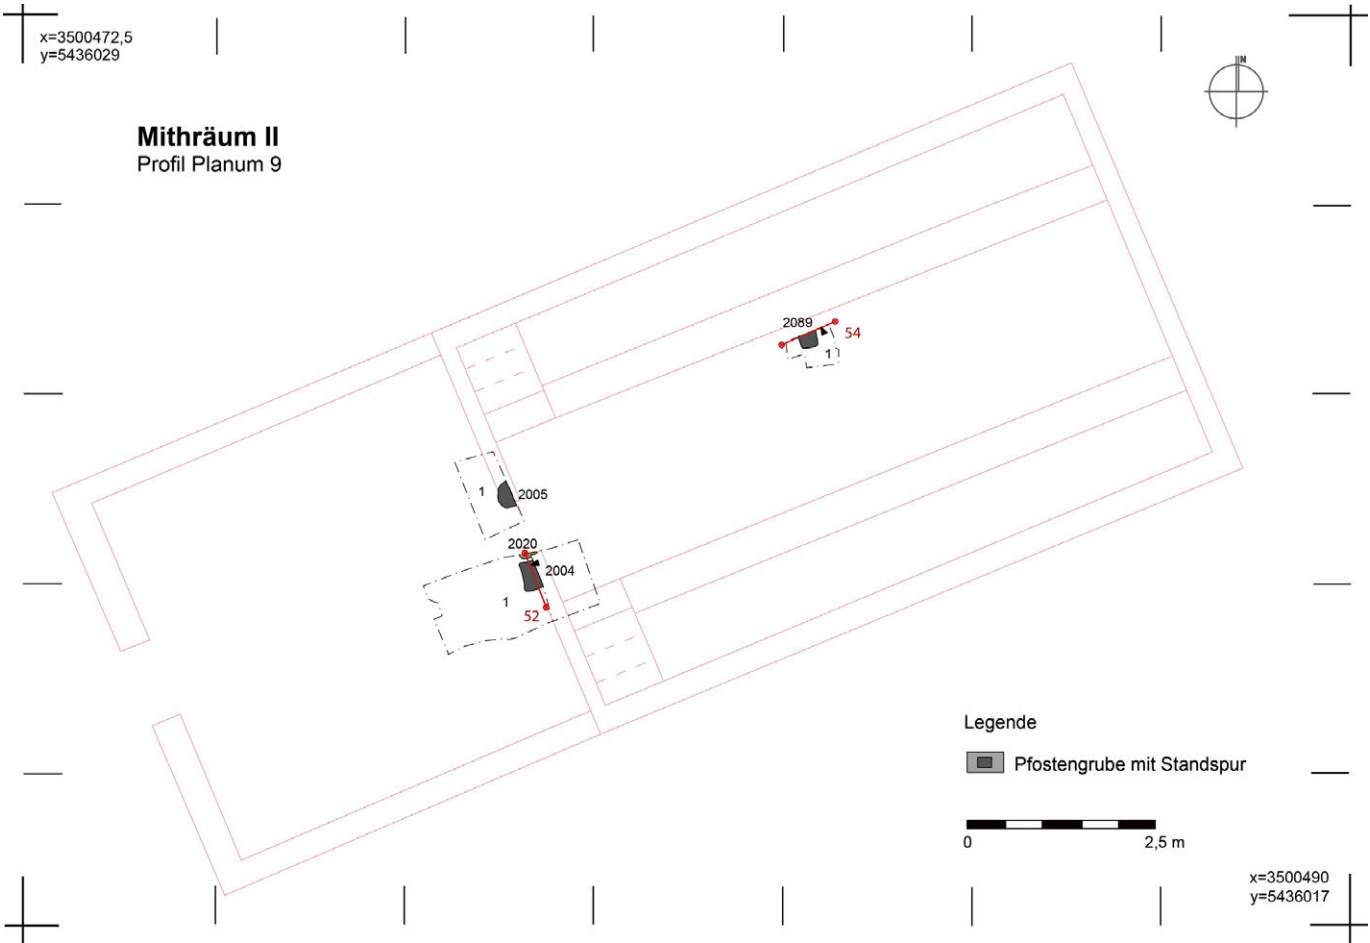 x=3500472,5
y=5436029
N
Mithräum II
Profil Planum 9
2089
54
1
1
2005
2020
2004
1
52
Legende
Pfostengrube mit Standspur
0 2,5 m
x=3500490
y=5436017